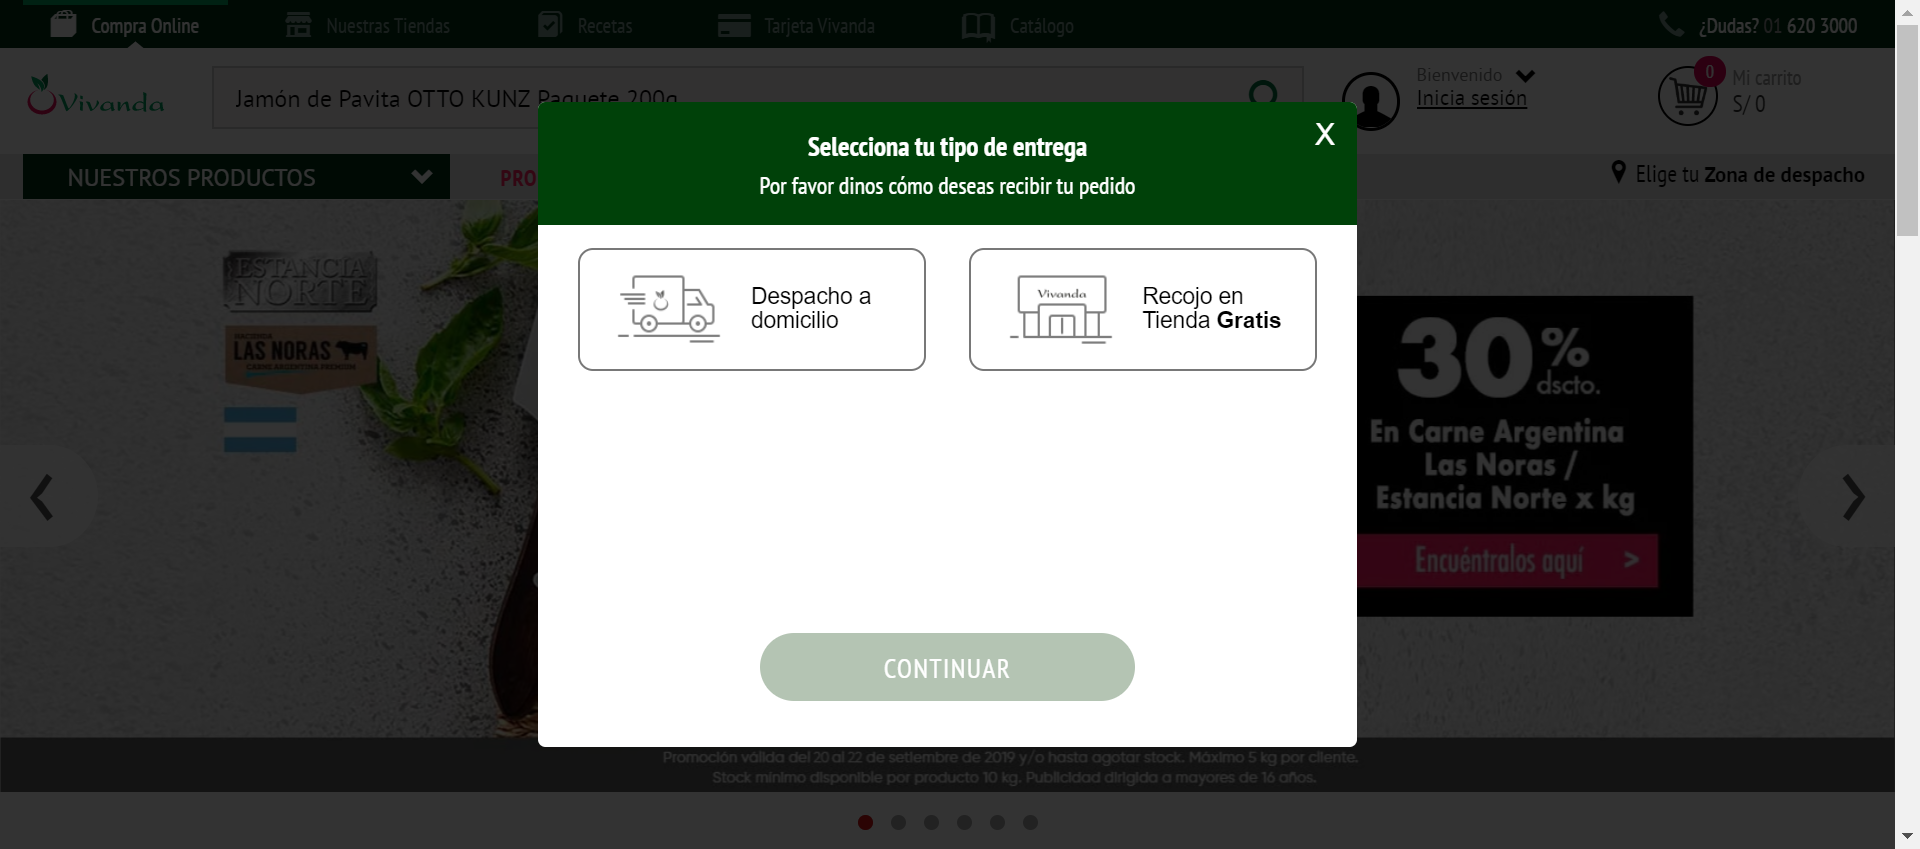 Compra Online
Nuestras Tiendas
Recetas
Tarjeta Vivanda
Catálogo
¿Dudas? 01 620 3000
Vivanda
Jamón de Pavita OTTO KUNZ Paquete 200g
Bienvenido
Inicia sesión
0
Mi carrito
S/ 0
NUESTROS PRODUCTOS
PRO
Elige tu Zona de despacho
Selecciona tu tipo de entrega
X
Por favor dinos cómo deseas recibir tu pedido
Despacho a
domicilio
Vivanda
Recojo en
Tienda Gratis
CONTINUAR
ESTANCIA
NORTE
HACIENDA
LAS NORAS
CARNE ARGENTINA PREMIUM
30%
dscto.
En Carne Argentina
Las Noras /
Estancia Norte x kg
Encuéntralos aquí >
Promoción válida del 20 al 22 de setiembre de 2019 y/o hasta agotar stock. Máximo 5 kg por cliente.
Stock mínimo disponible por producto 10 kg. Publicidad dirigida a mayores de 16 años.